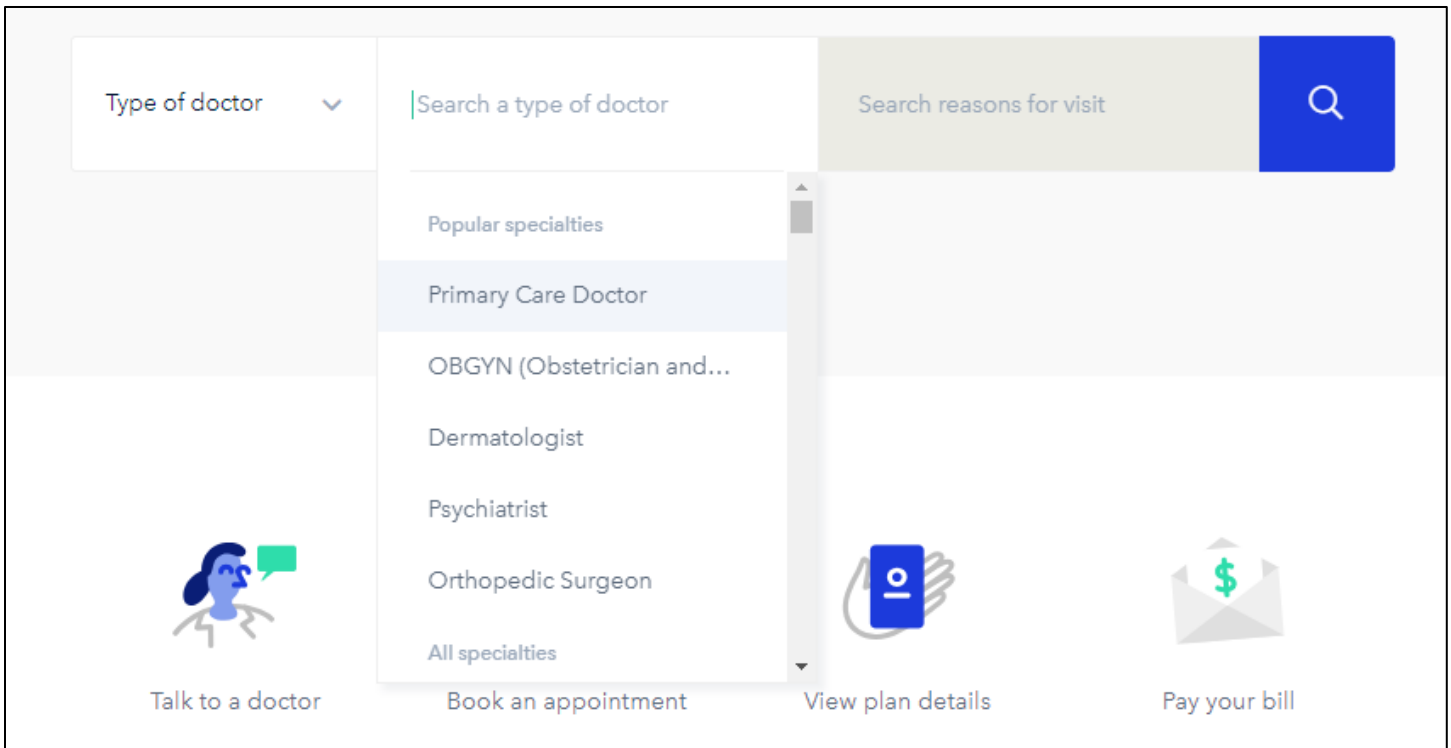 Type of doctor
Search a type of doctor
Search reasons for visit
Popular specialties
Primary Care Doctor
OBGYN (Obstetrician and...
Dermatologist
Psychiatrist
Orthopedic Surgeon
All specialties
$
Talk to a doctor
Book an appointment
View plan details
Pay your bill